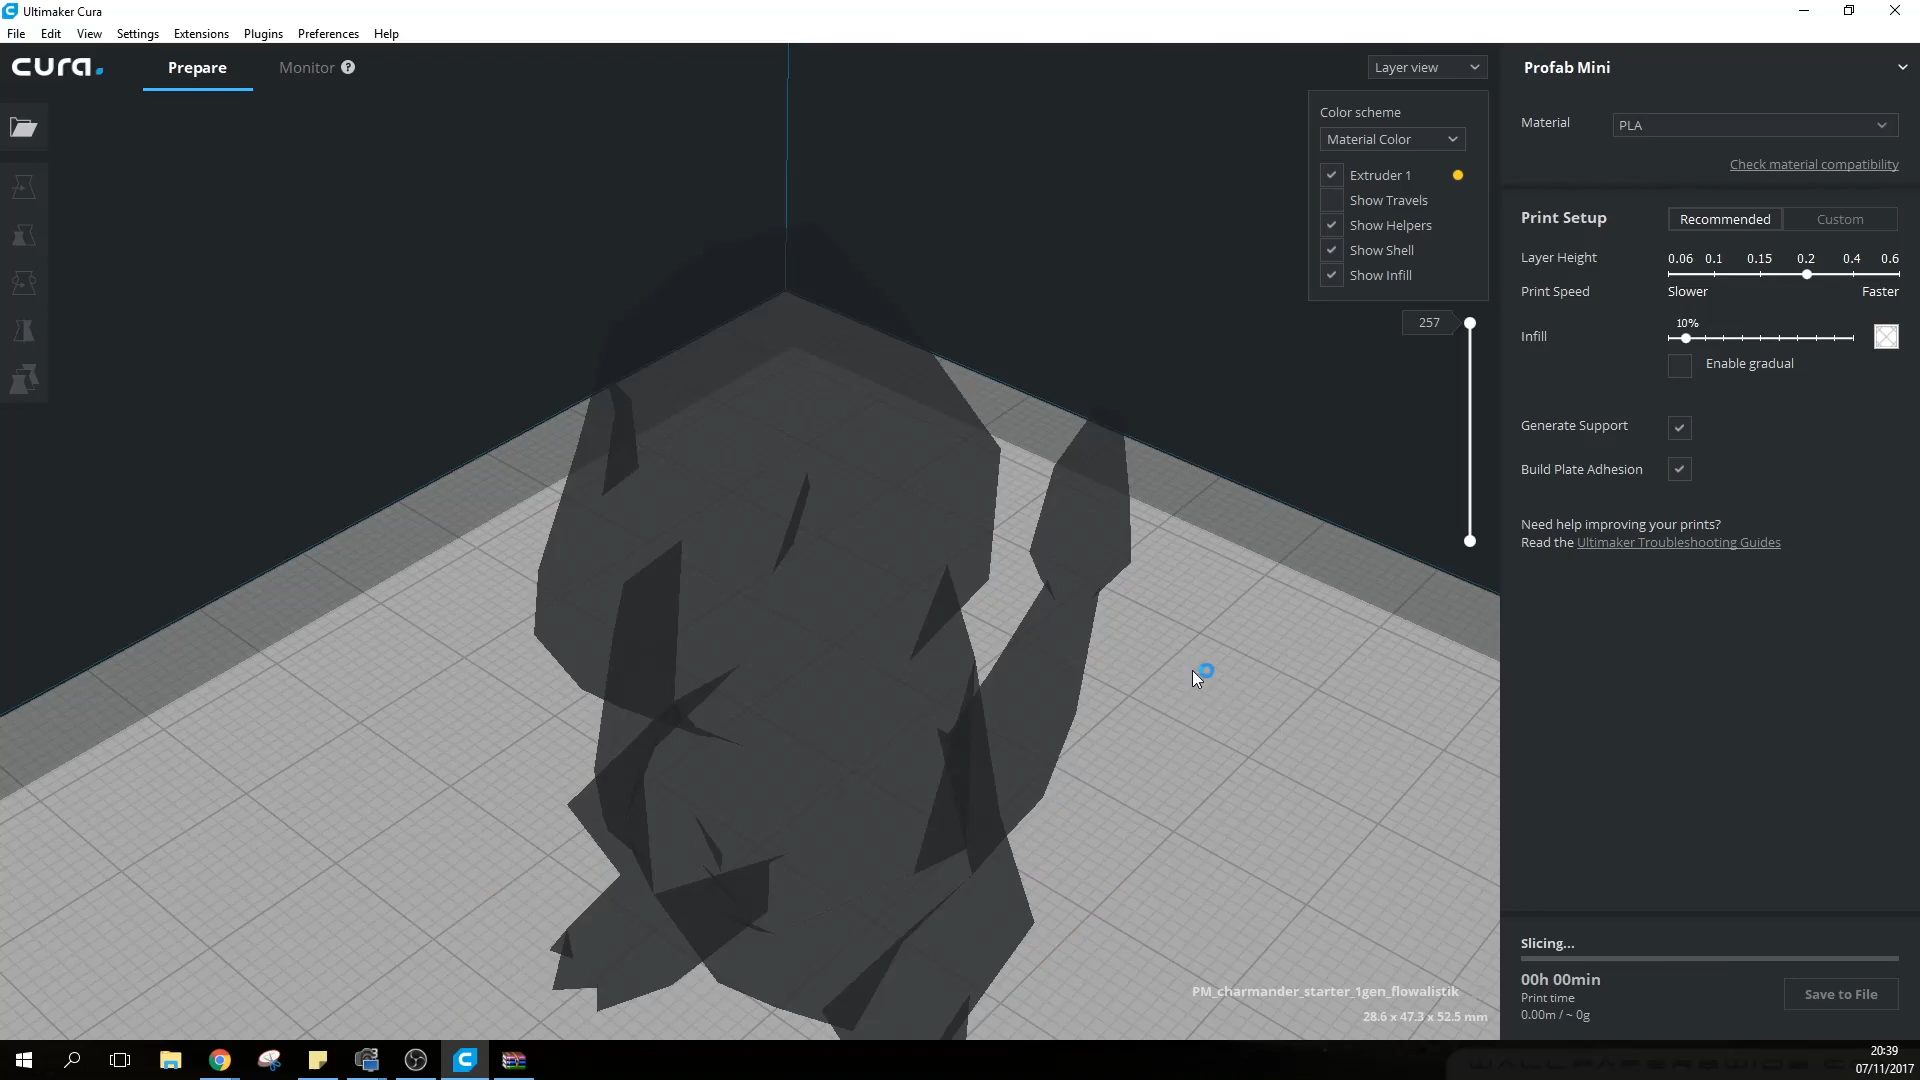 Ultimaker Cura
File Edit View Settings Extensions Plugins Preferences Help
cura.
Prepare
Monitor ?
Layer view
Color scheme
Material Color
Extruder 1
Show Travels
Show Helpers
Show Shell
Show Infill
257
Profab Mini
Material PLA
Check material compatibility
Print Setup Recommended Custom
Layer Height 0.06 0.1 0.15 0.2 0.4 0.6
Print Speed Slower Faster
10%
Infill
Enable gradual
Generate Support
Build Plate Adhesion
Need help improving your prints?
Read the Ultimaker Troubleshooting Guides
PM_charmander_starter_1gen_flowalistik
28.6 x 47.3 x 52.5 mm
Slicing...
00h 00min
Print time
0.00m / ~ 0g
Save to File
20:39
07/11/2017